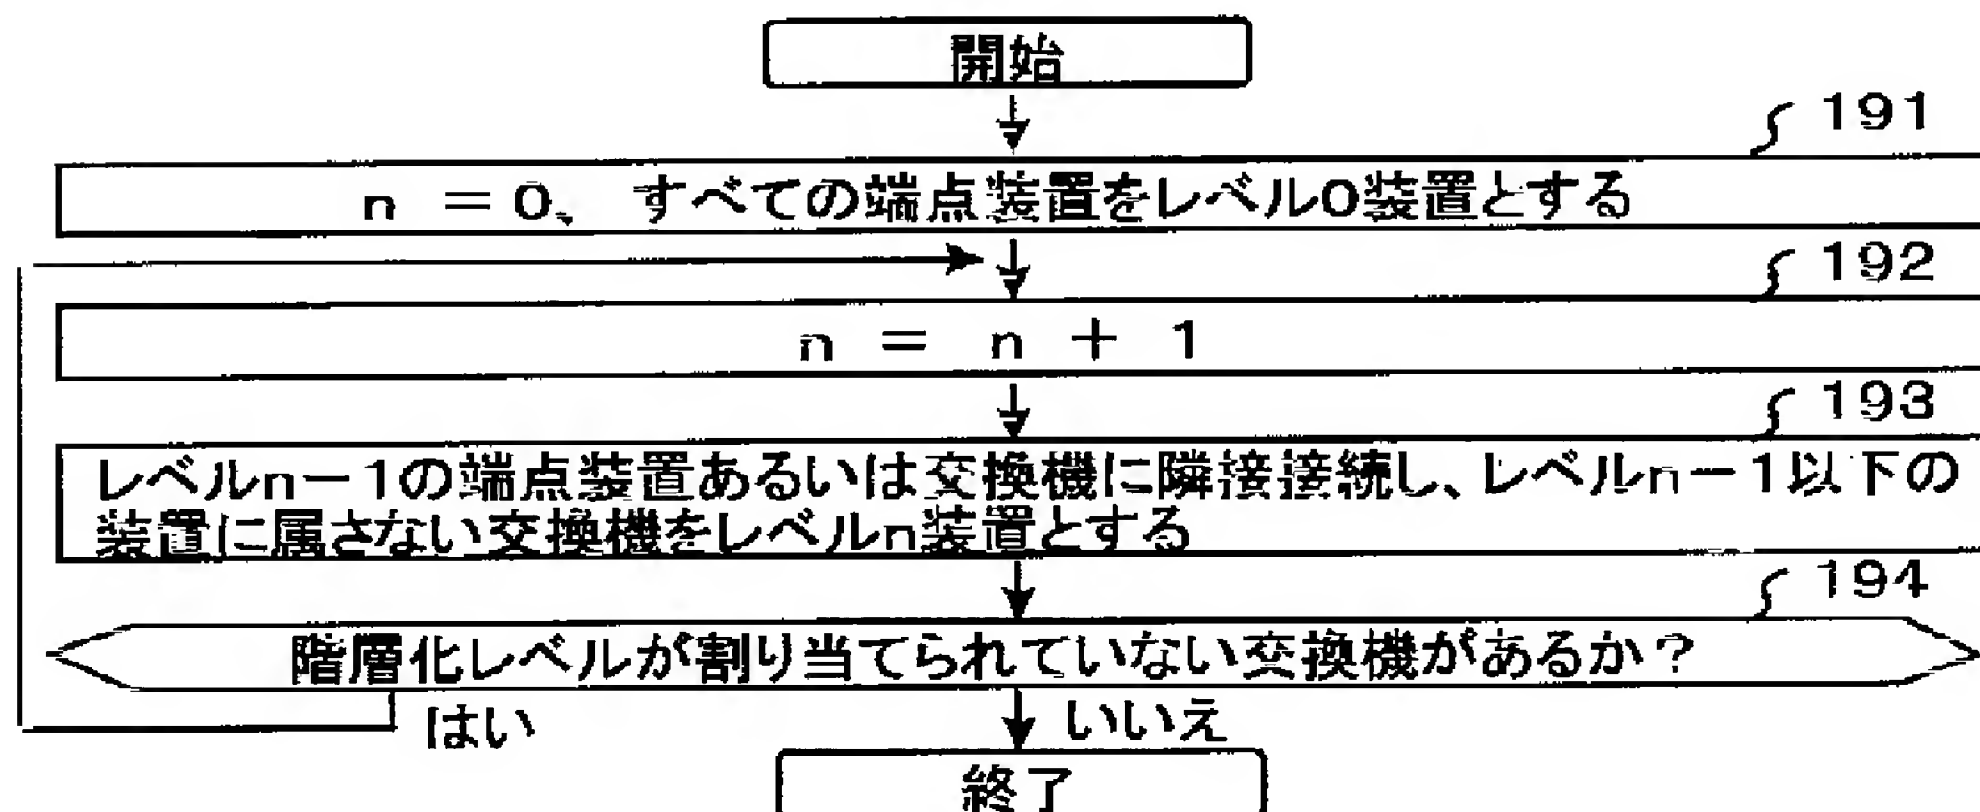 開始
191
n = 0、 すべての端点装置をレベル0装置とする
192
n = n + 1
193
レベルn－1の端点装置あるいは交換機に隣接接続し、レベルn－1以下の
装置に属さない交換機をレベルn装置とする
194
階層化レベルが割り当てられていない交換機があるか？
はい
いいえ
終了